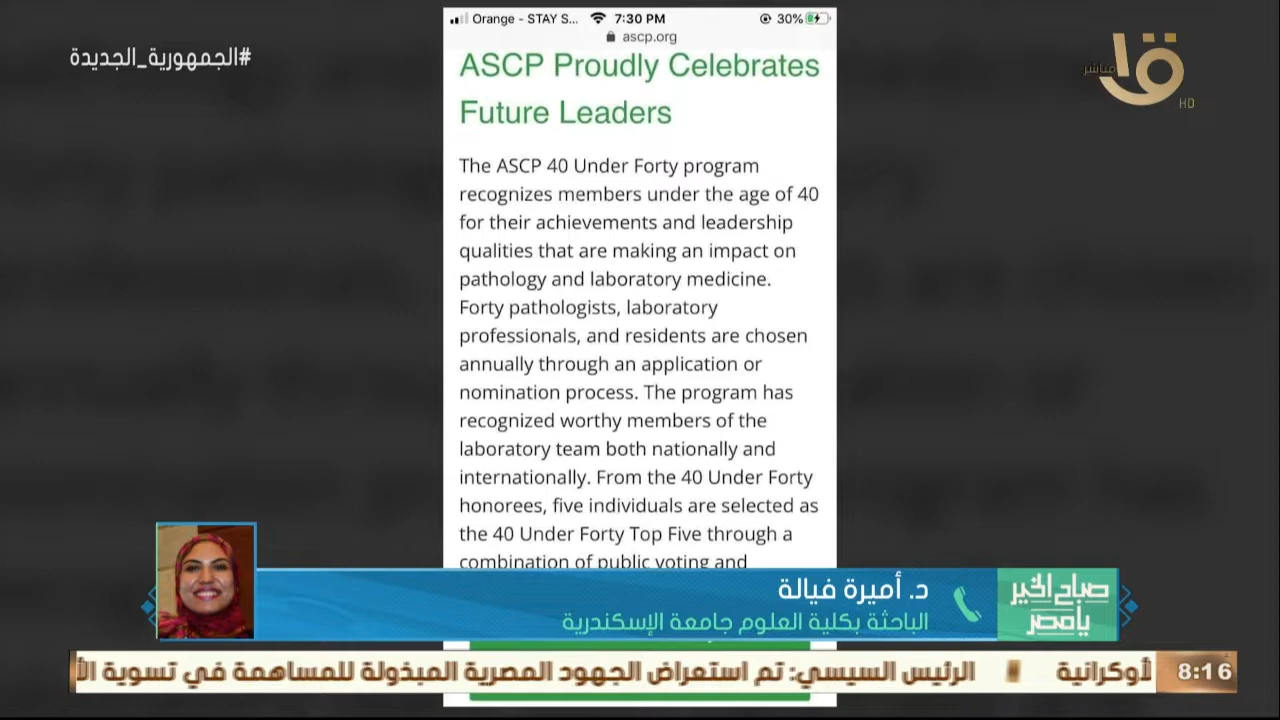 Orange - STAY S... 7:30 PM 30%
ascp.org
#الجمهورية_الجديدة
مباشر
HD
ASCP Proudly Celebrates
Future Leaders
The ASCP 40 Under Forty program
recognizes members under the age of 40
for their achievements and leadership
qualities that are making an impact on
pathology and laboratory medicine.
Forty pathologists, laboratory
professionals, and residents are chosen
annually through an application or
nomination process. The program has
recognized worthy members of the
laboratory team both nationally and
internationally. From the 40 Under Forty
honorees, five individuals are selected as
the 40 Under Forty Top Five through a
combination of public voting and
صباح الخير
يا مصر
د. أميرة فيالة
الباحثة بكلية العلوم جامعة الإسكندرية
8:16
لأوكرانية الرئيس السيسي: تم استعراض الجهود المصرية المبذولة للمساهمة في تسوية الأ